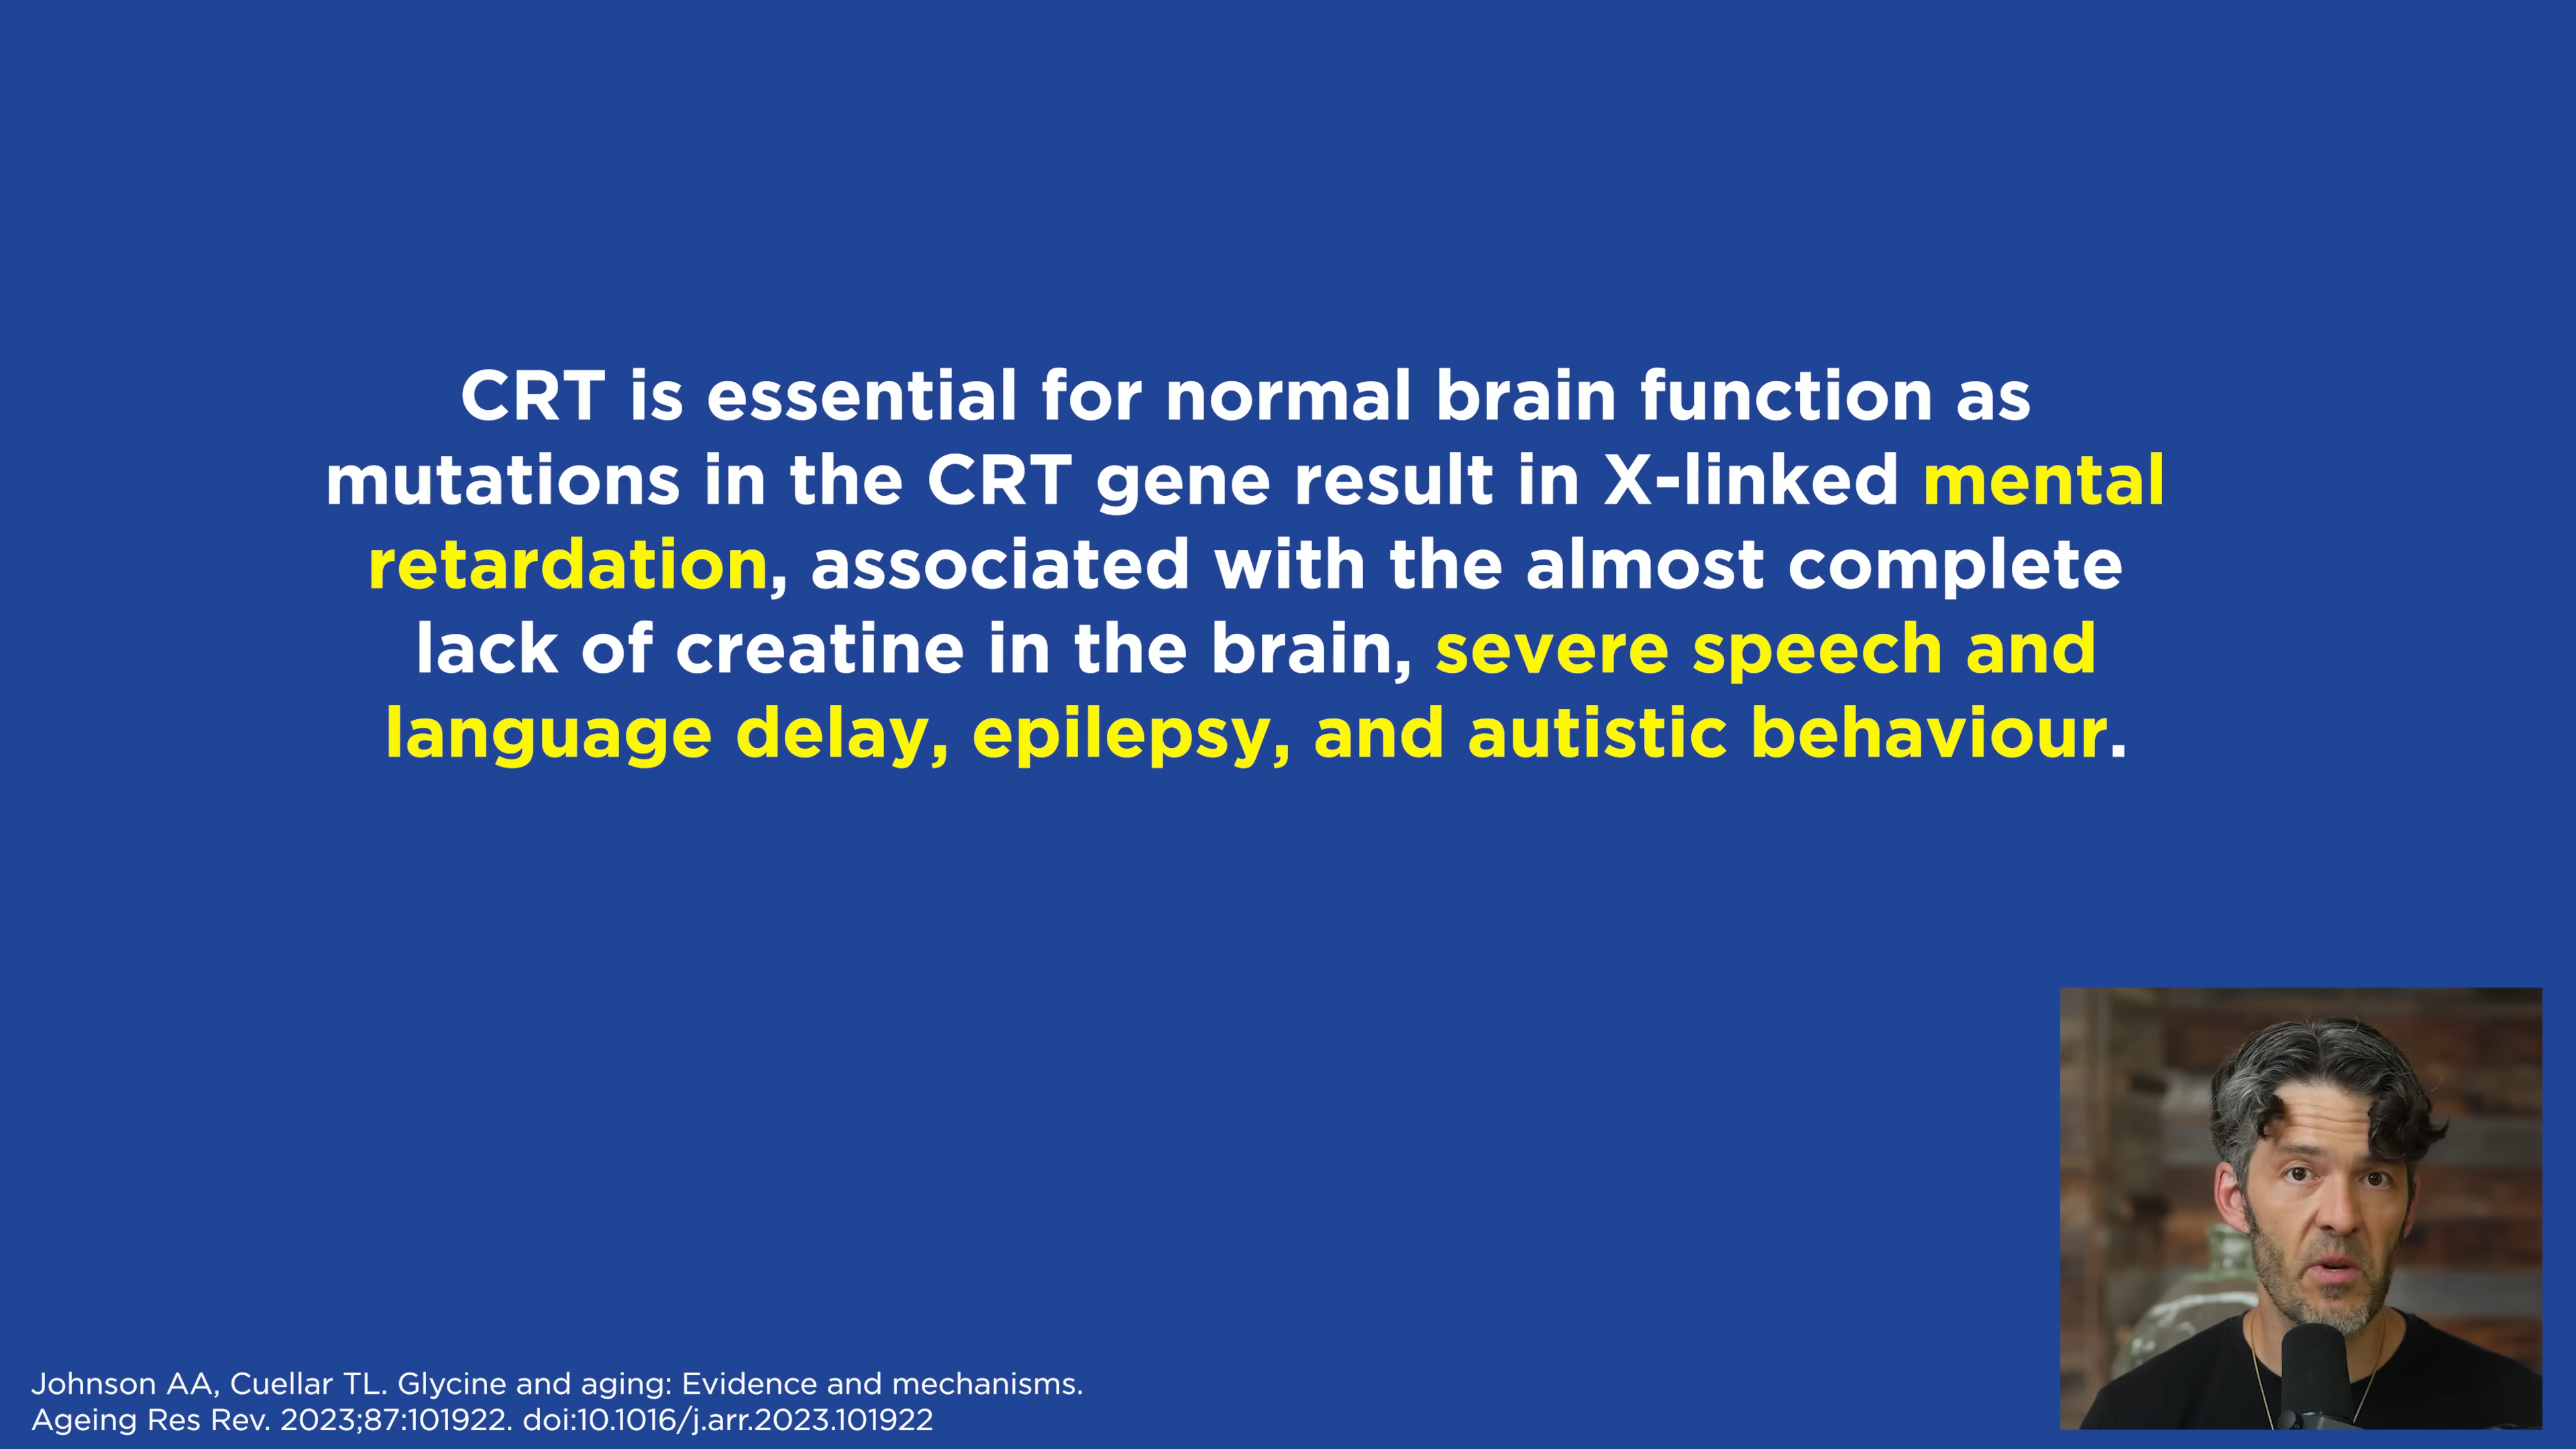 CRT is essential for normal brain function as
mutations in the CRT gene result in X-linked mental
retardation, associated with the almost complete
lack of creatine in the brain, severe speech and
language delay, epilepsy, and autistic behaviour.
Johnson AA, Cuellar TL. Glycine and aging: Evidence and mechanisms.
Ageing Res Rev. 2023;87:101922. doi:10.1016/j.arr.2023.101922